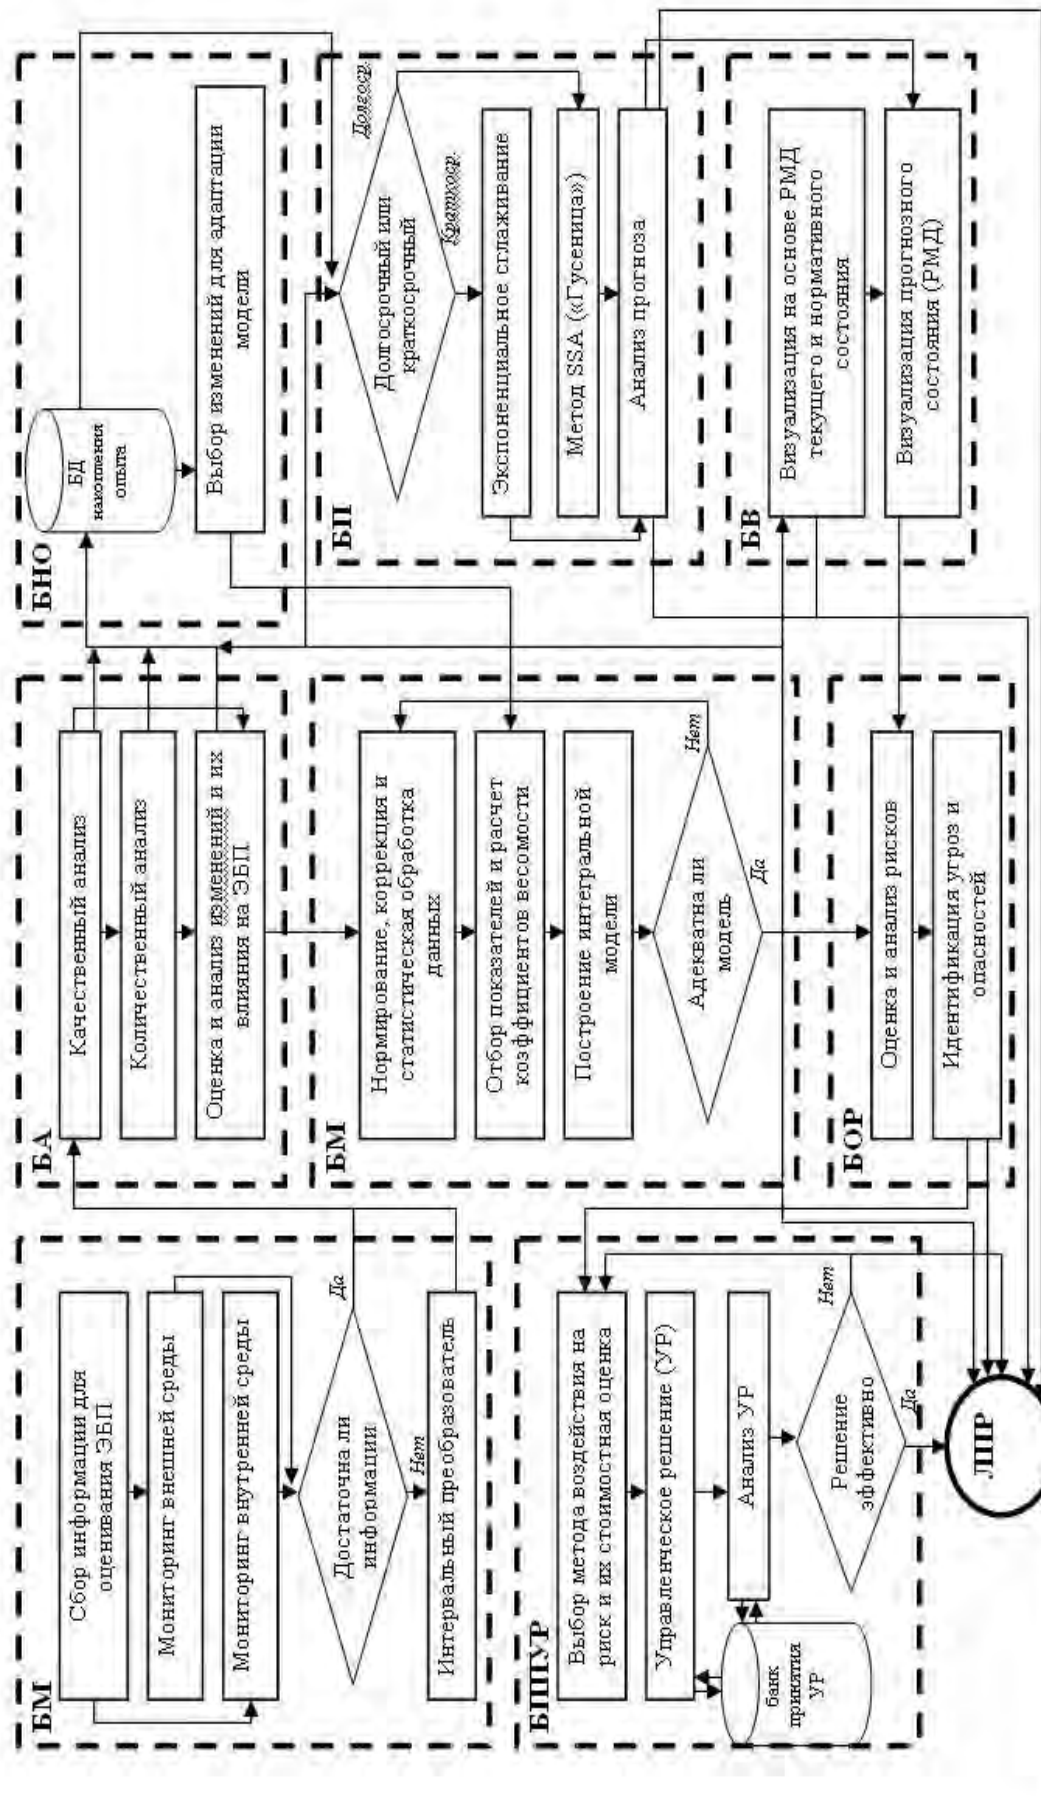 БМ
Сбор информации для
оценивания ЭБП
Мониторинг внешней среды
Мониторинг внутренней среды
Достаточна ли
информации
Да
Нет
Интервальный преобразователь
БА
Качественный анализ
Количественный анализ
Оценка и анализ изменений и их
влияния на ЭБП
БНО
БД
накопления
опыта
Выбор изменений для адаптации
модели
БМ
Нормирование, коррекция и
статистическая обработка
данных
Отбор показателей и расчет
коэффициентов весомости
Построение интегральной
модели
Адекватна ли
модель
Нет
Да
БП
Долгосрочный или
краткосрочный
Долгоср.
Краткоср.
Экспоненциальное сглаживание
Метод SSA («Гусеница»)
Анализ прогноза
БППУР
Выбор метода воздействия на
риск и их стоимостная оценка
Управленческое решение (УР)
Анализ УР
банк
принятия
УР
Решение
эффективно
Нет
Да
ЛПР
БОР
Оценка и анализ рисков
Идентификация угроз и
опасностей
БВ
Визуализация на основе РМД
текущего и нормативного
состояния
Визуализация прогнозного
состояния (РМД)